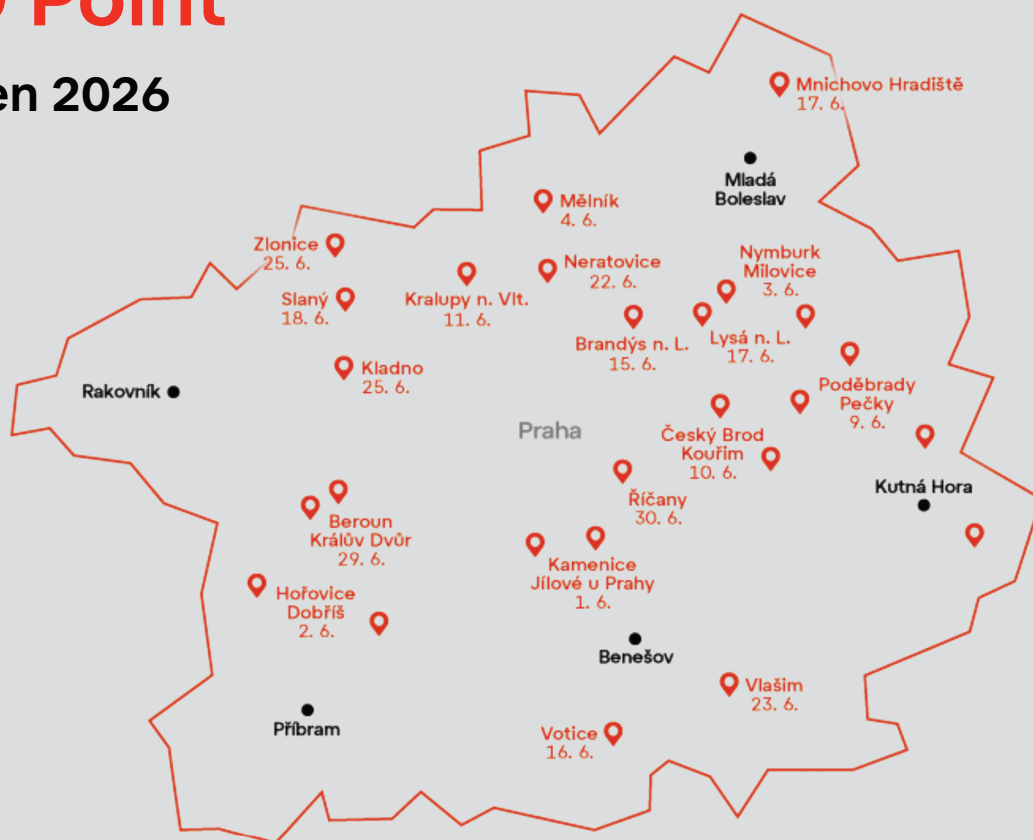 Point
en 2026
Mnichovo Hradiště
17. 6.
Mladá
Boleslav
Mělník
4. 6.
Zlonice
25. 6.
Neratovice
22. 6.
Nymburk
Milovice
3. 6.
Slaný
18. 6.
Kralupy n. Vlt.
11. 6.
Brandýs n. L.
15. 6.
Lysá n. L.
17. 6.
Kladno
25. 6.
Rakovník
Poděbrady
Pečky
9. 6.
Praha
Český Brod
Kouřim
10. 6.
Kutná Hora
Říčany
30. 6.
Beroun
Králův Dvůr
29. 6.
Kamenice
Jílové u Prahy
1. 6.
Hořovice
Dobříš
2. 6.
Benešov
Vlašim
23. 6.
Příbram
Votice
16. 6.